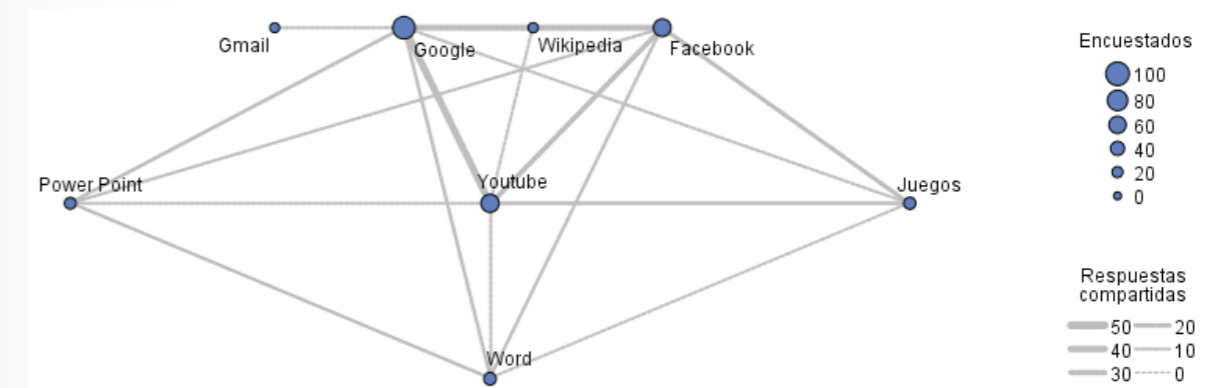 Gmail
Google
Wikipedia
Facebook
Power Point
Youtube
Juegos
Word
Encuestados
100
80
60
40
20
0
Respuestas
compartidas
50 20
40 10
30 0